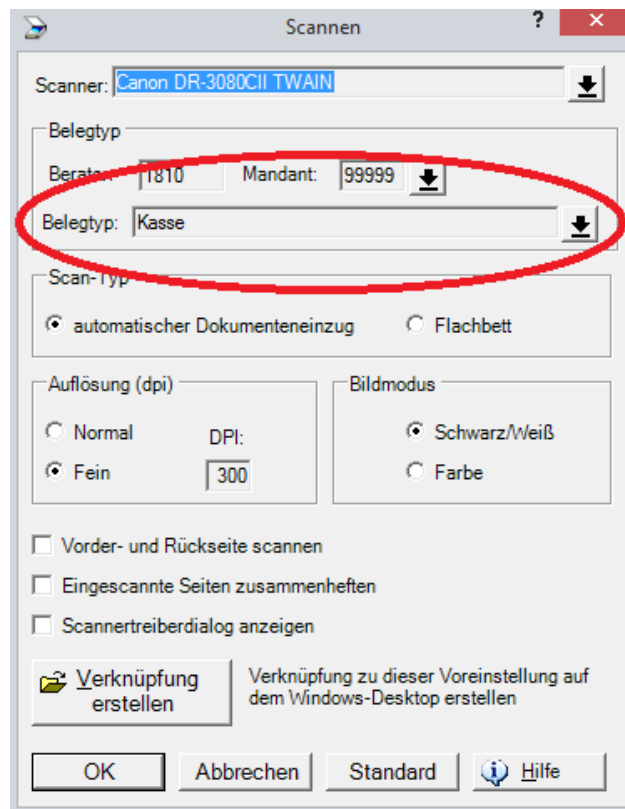 Scannen ? ×
Scanner: Canon DR-3080CII TWAIN
Belegtyp
Berater: 1810 Mandant: 99999
Belegtyp: Kasse
Scan-Typ
automatischer Dokumenteneinzug Flachbett
Auflösung (dpi) Bildmodus
Normal DPI: Schwarz/Weiß
Fein 300 Farbe
Vorder- und Rückseite scannen
Eingescannte Seiten zusammenheften
Scannertreiberdialog anzeigen
Verknüpfung erstellen
Verknüpfung zu dieser Voreinstellung auf
dem Windows-Desktop erstellen
OK Abbrechen Standard Hilfe